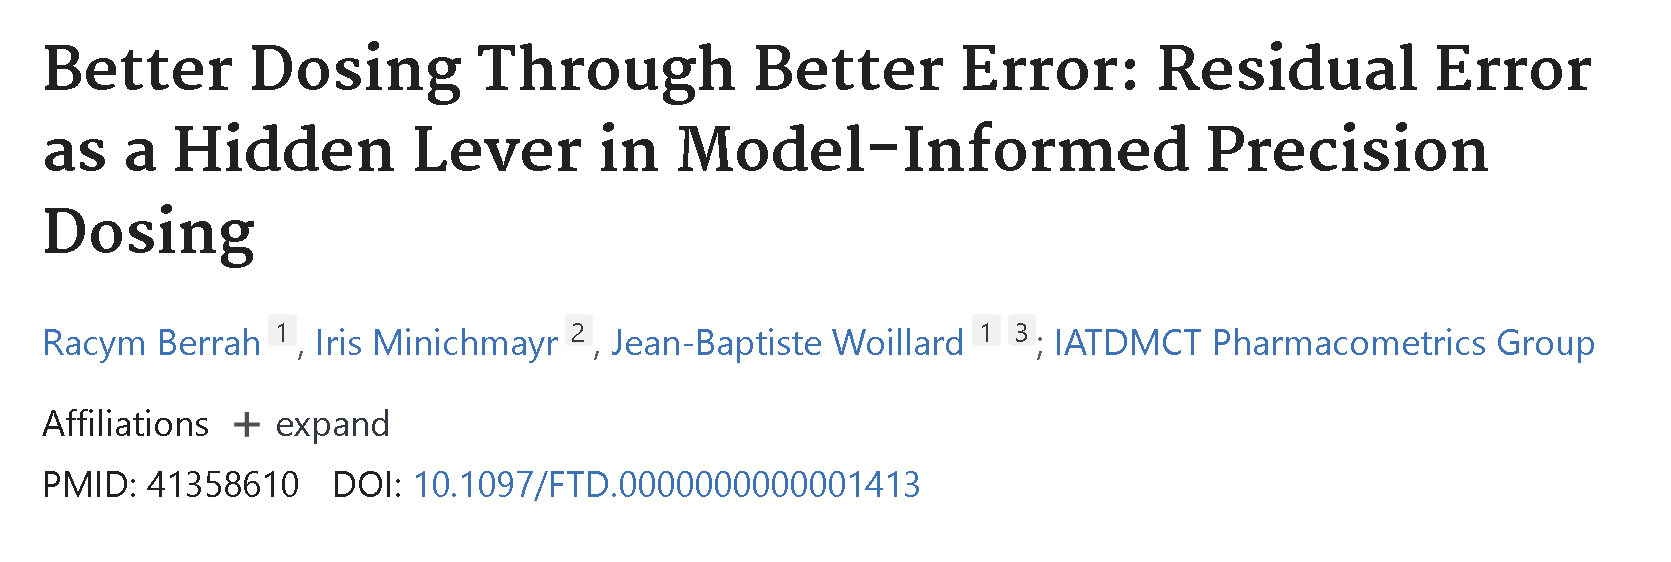 Better Dosing Through Better Error: Residual Error
as a Hidden Lever in Model-Informed Precision
Dosing
Racym Berrah 1, Iris Minichmayr 2, Jean-Baptiste Woillard 1 3; IATDMCT Pharmacometrics Group
Affiliations + expand
PMID: 41358610 DOI: 10.1097/FTD.0000000000001413